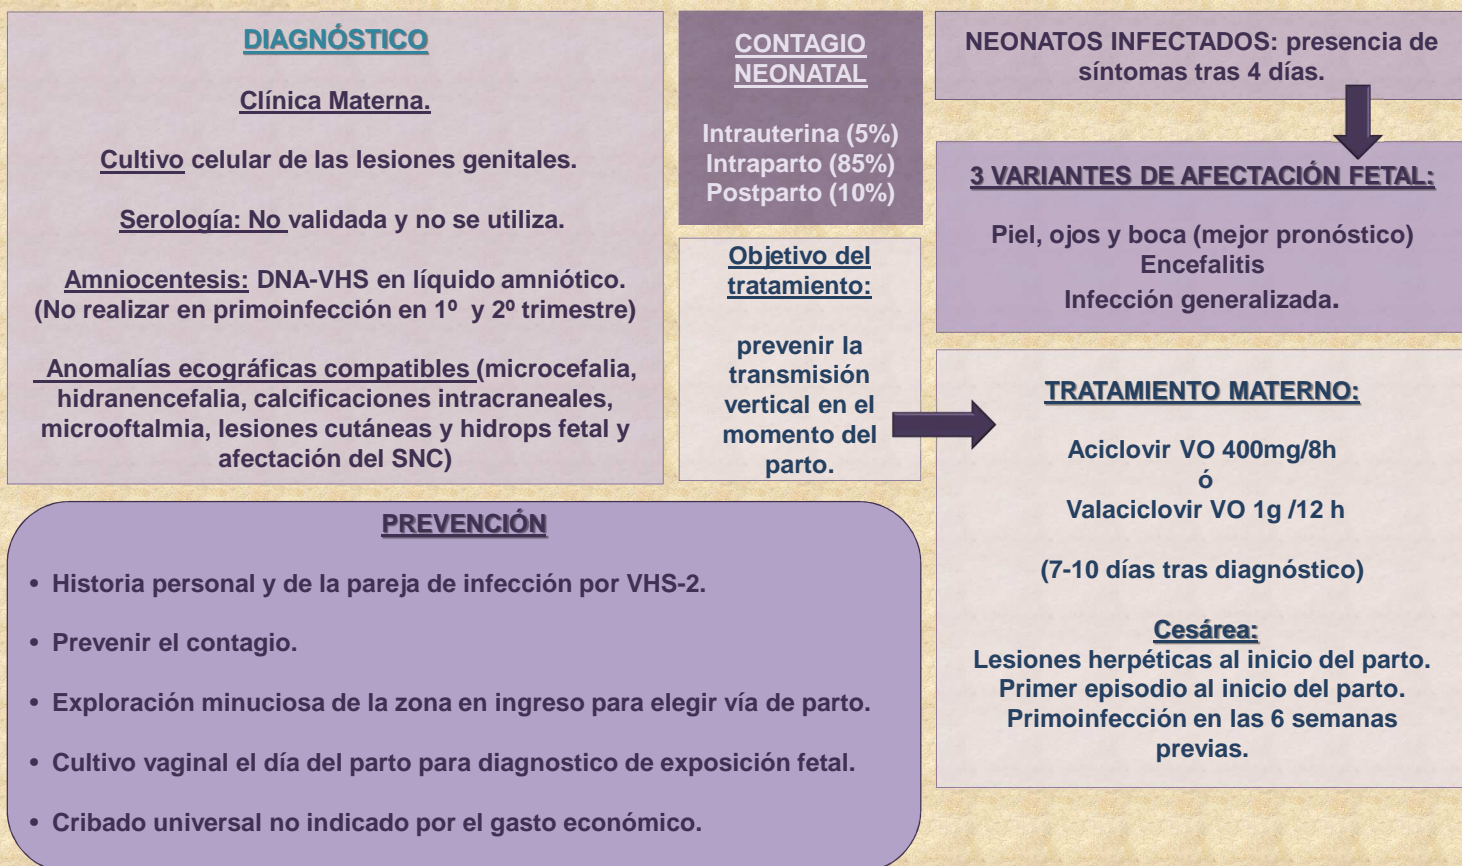 DIAGNÓSTICO
Clínica Materna.
Cultivo celular de las lesiones genitales.
Serología: No validada y no se utiliza.
Amniocentesis: DNA-VHS en líquido amniótico.
(No realizar en primoinfección en 1º y 2º trimestre)
Anomalías ecográficas compatibles (microcefalia,
hidranencefalia, calcificaciones intracraneales,
microoftalmia, lesiones cutáneas y hidrops fetal y
afectación del SNC)
CONTAGIO
NEONATAL
Intrauterina (5%)
Intraparto (85%)
Postparto (10%)
Objetivo del
tratamiento:
prevenir la
transmisión
vertical en el
momento del
parto.
NEONATOS INFECTADOS: presencia de
síntomas tras 4 días.
3 VARIANTES DE AFECTACIÓN FETAL:
Piel, ojos y boca (mejor pronóstico)
Encefalitis
Infección generalizada.
TRATAMIENTO MATERNO:
Aciclovir VO 400mg/8h
ó
Valaciclovir VO 1g /12 h
(7-10 días tras diagnóstico)
Cesárea:
Lesiones herpéticas al inicio del parto.
Primer episodio al inicio del parto.
Primoinfección en las 6 semanas
previas.
PREVENCIÓN
• Historia personal y de la pareja de infección por VHS-2.
• Prevenir el contagio.
• Exploración minuciosa de la zona en ingreso para elegir vía de parto.
• Cultivo vaginal el día del parto para diagnostico de exposición fetal.
• Cribado universal no indicado por el gasto económico.